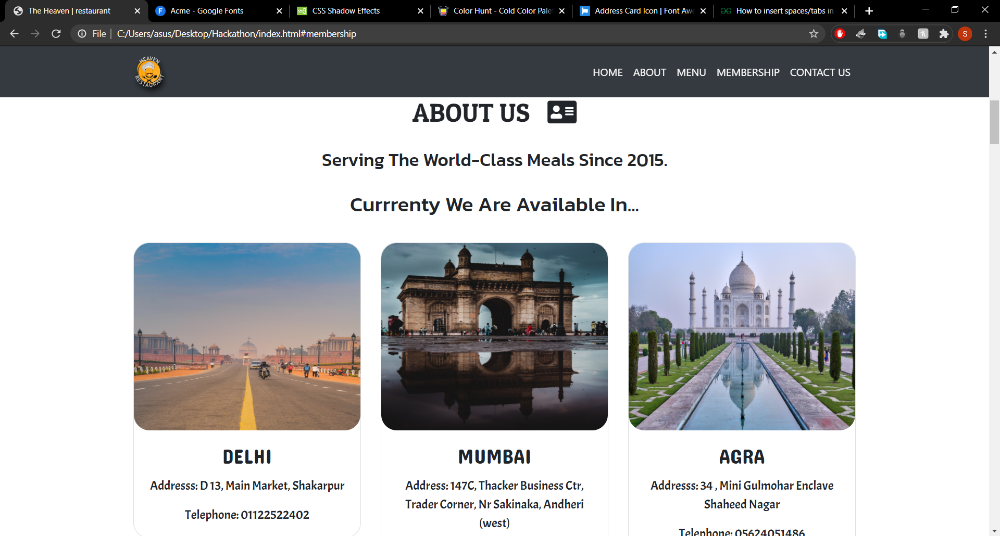 The Heaven | restaurant
Acme - Google Fonts
CSS Shadow Effects
Color Hunt - Cold Color Pale
Address Card Icon | Font Awe
How to insert spaces/tabs in
File
C:/Users/asus/Desktop/Hackathon/index.html#membership
S
HEAVEN
RESTAURANT
HOME ABOUT MENU MEMBERSHIP CONTACT US
ABOUT US
Serving The World-Class Meals Since 2015.
Currrenty We Are Available In...
DELHI
Addresss: D 13, Main Market, Shakarpur
Telephone: 01122522402
MUMBAI
Address: 147C, Thacker Business Ctr,
Trader Corner, Nr Sakinaka, Andheri
(west)
AGRA
Addresss: 34 , Mini Gulmohar Enclave
Shaheed Nagar
Telephone: 05624051486